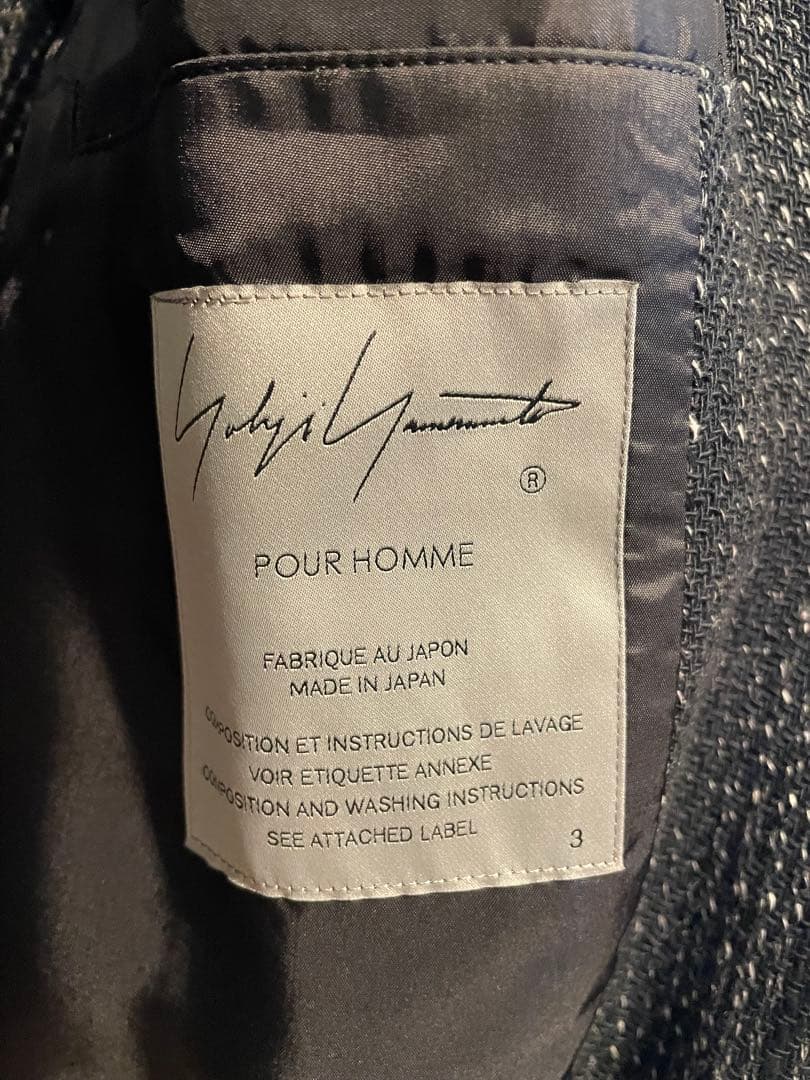 Yohji Yamamoto
®
POUR HOMME
FABRIQUE AU JAPON
MADE IN JAPAN
COMPOSITION ET INSTRUCTIONS DE LAVAGE
VOIR ETIQUETTE ANNEXE
COMPOSITION AND WASHING INSTRUCTIONS
SEE ATTACHED LABEL
3